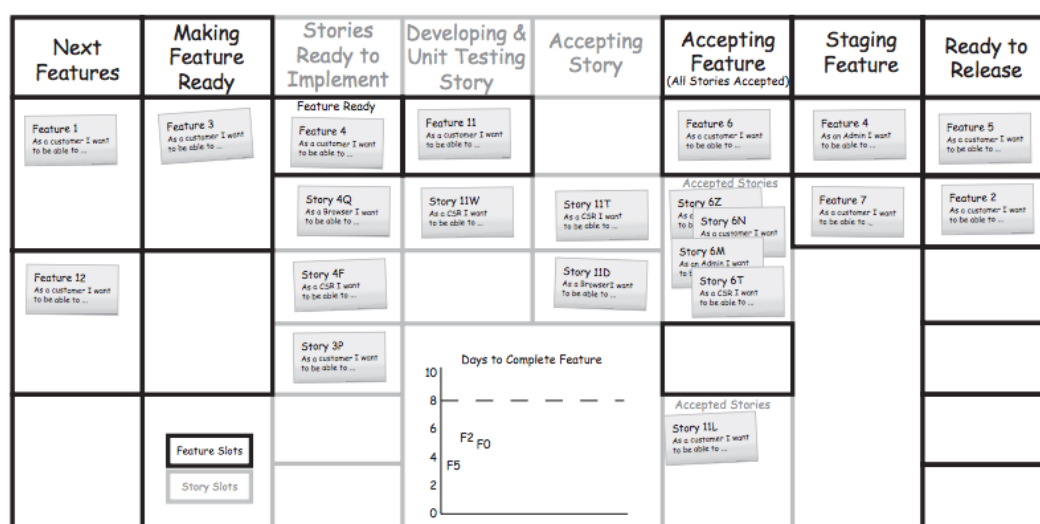 Next
Features
Making
Feature
Ready
Stories
Ready to
Implement
Developing &
Unit Testing
Story
Accepting
Story
Accepting
Feature
(All Stories Accepted)
Staging
Feature
Ready to
Release
Feature 1
As a customer I want
to be able to ...
Feature 3
As a customer I want
to be able to ...
Feature Ready
Feature 4
As a customer I want
to be able to ...
Feature 11
As a customer I want
to be able to ...
Feature 6
As a customer I want
to be able to ...
Feature 4
As an Admin I want
to be able to ...
Feature 5
As a customer I want
to be able to ...
Story 4Q
As a Browser I want
to be able to ...
Story 11W
As a CSR I want
to be able to ...
Story 11T
As a CSR I want
to be able to ...
Accepted Stories
Story 6Z
As a
to b
Story 6N
As a customer I want
Story 6M
As an Admin I want
to b
Story 6T
As a CSR I want
to be able to ...
Feature 7
As a customer I want
to be able to ...
Feature 2
As a customer I want
to be able to ...
Feature 12
As a customer I want
to be able to ...
Story 4F
As a CSR I want
to be able to ...
Story 11D
As a BrowserI want
to be able to ...
Story 3P
As a customer I want
to be able to ...
Days to Complete Feature
10
8
6
4
2
0
F2
F0
F5
Accepted Stories
Story 11L
As a customer I want
to be able to ...
Feature Slots
Story Slots